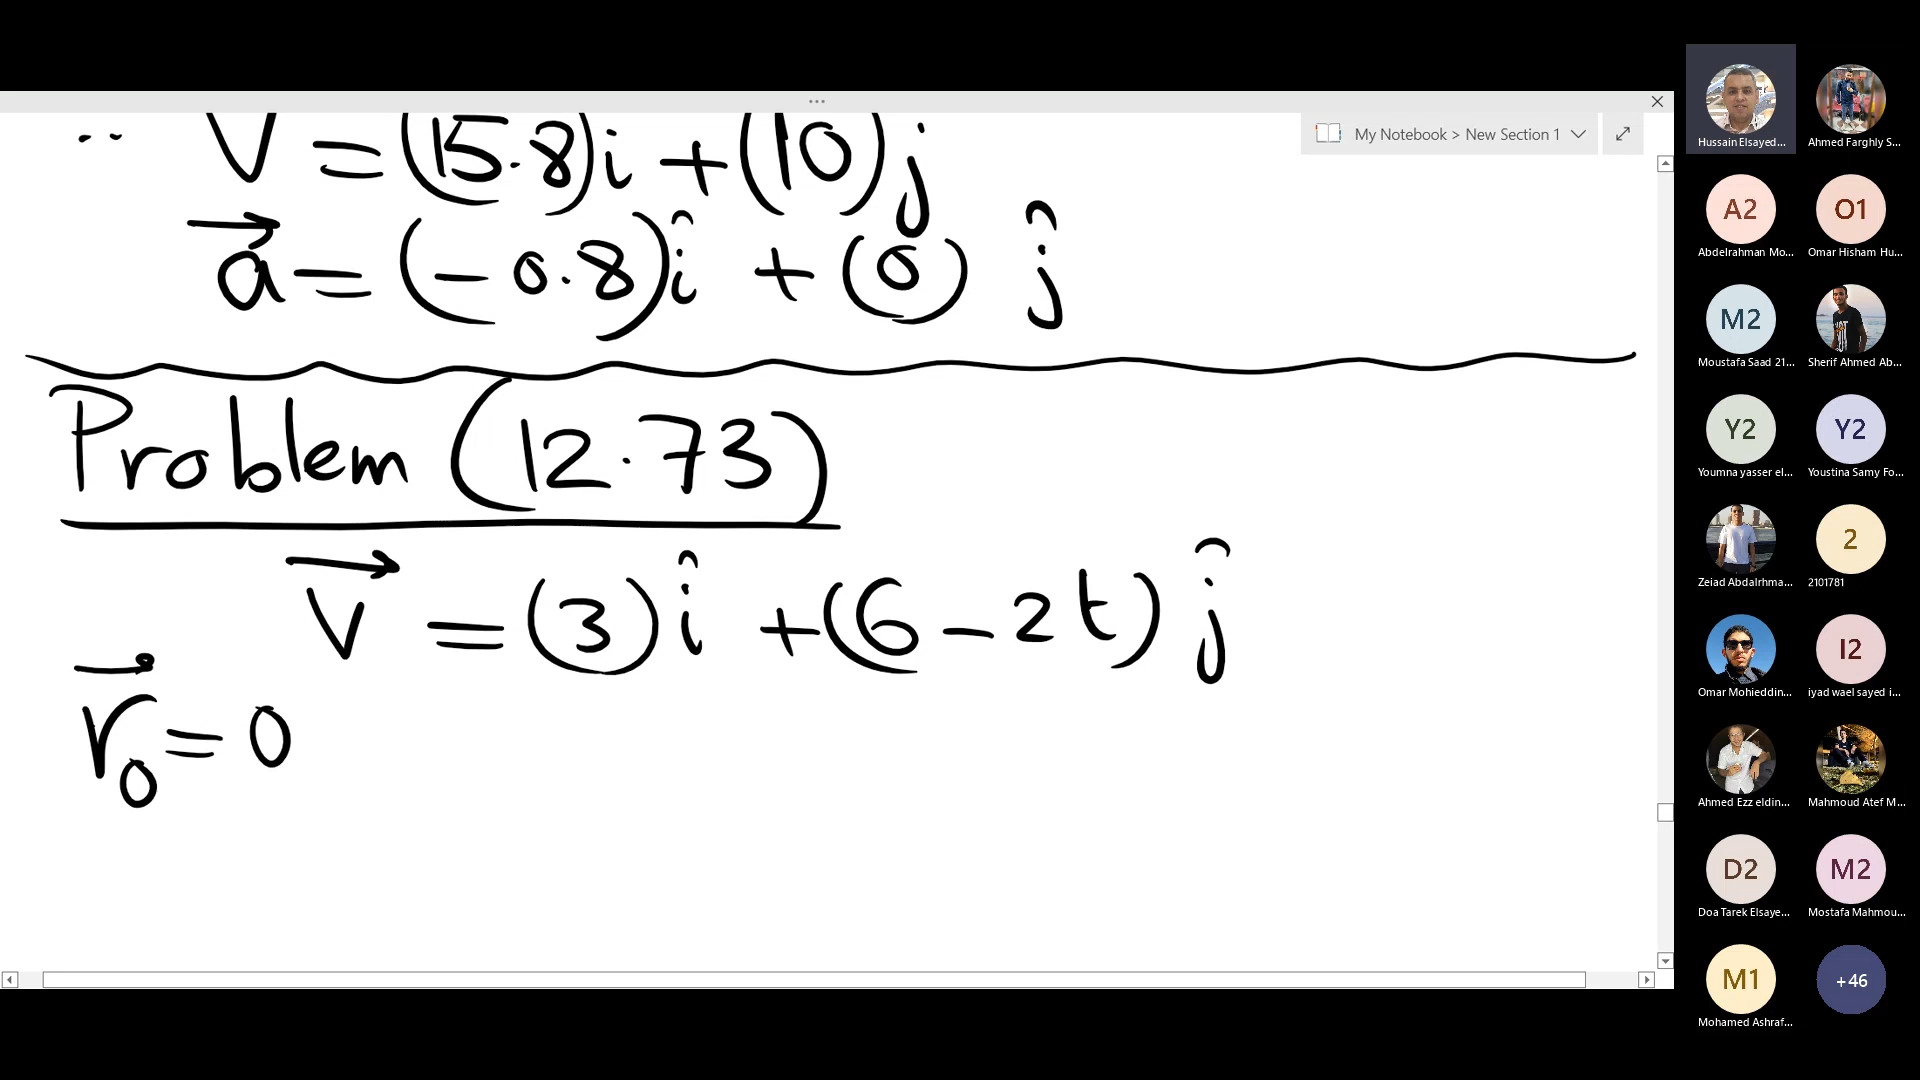 ...
My Notebook > New Section 1
∴ V = (15.8)i + (10)j
a⃗ = (-0.8)î + (0) ĵ
Problem (12.73)
V⃗ = (3)î + (6 - 2t) ĵ
r⃗₀ = 0
Hussain Elsayed...
Ahmed Farghly S...
A2
O1
Abdelrahman Mo...
Omar Hisham Hu...
M2
Moustafa Saad 21...
Sherif Ahmed Ab...
Y2
Y2
Youmna yasser el...
Youstina Samy Fo...
2
Zeiad Abdalrhma...
2101781
I2
Omar Mohieddin...
iyad wael sayed i...
Ahmed Ezz eldin...
Mahmoud Atef M...
D2
M2
Doa Tarek Elsaye...
Mostafa Mahmou...
M1
+46
Mohamed Ashraf...